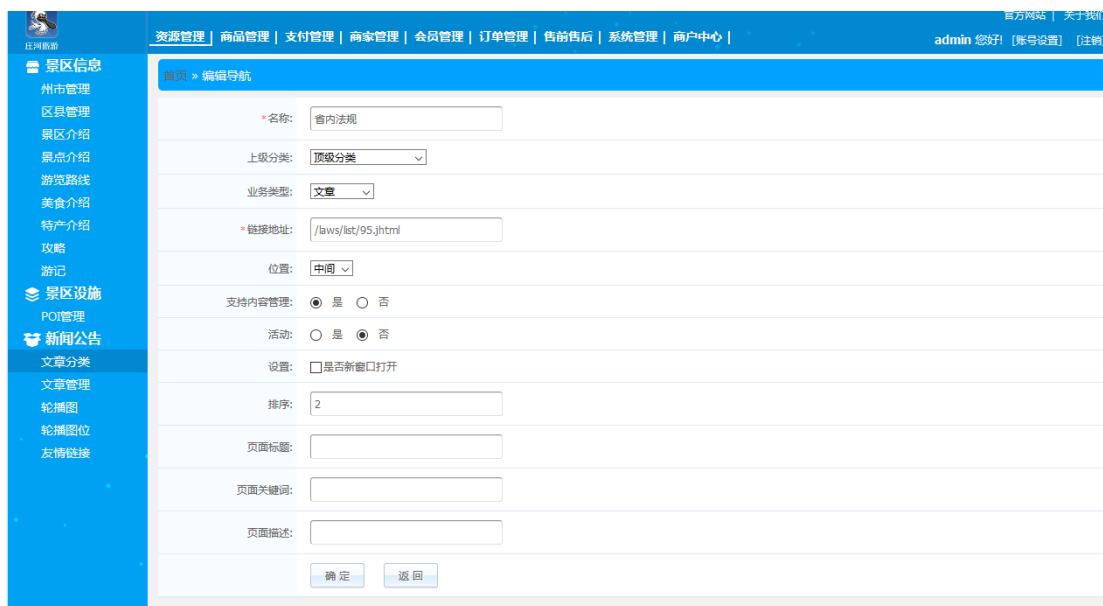 官方网站 | 关于我们
庄河旅游
资源管理 | 商品管理 | 支付管理 | 商家管理 | 会员管理 | 订单管理 | 售前售后 | 系统管理 | 商户中心 |
admin 您好! [账号设置] [注销]
景区信息
州市管理
区县管理
景区介绍
景点介绍
游览路线
美食介绍
特产介绍
攻略
游记
景区设施
POI管理
新闻公告
文章分类
文章管理
轮播图
轮播图位
友情链接
首页 » 编辑导航
*名称: 省内法规
上级分类: 顶级分类
业务类型: 文章
*链接地址: /laws/list/95.jhtml
位置: 中间
支持内容管理: 是 否
活动: 是 否
设置: 是否新窗口打开
排序: 2
页面标题:
页面关键词:
页面描述:
确 定 返 回